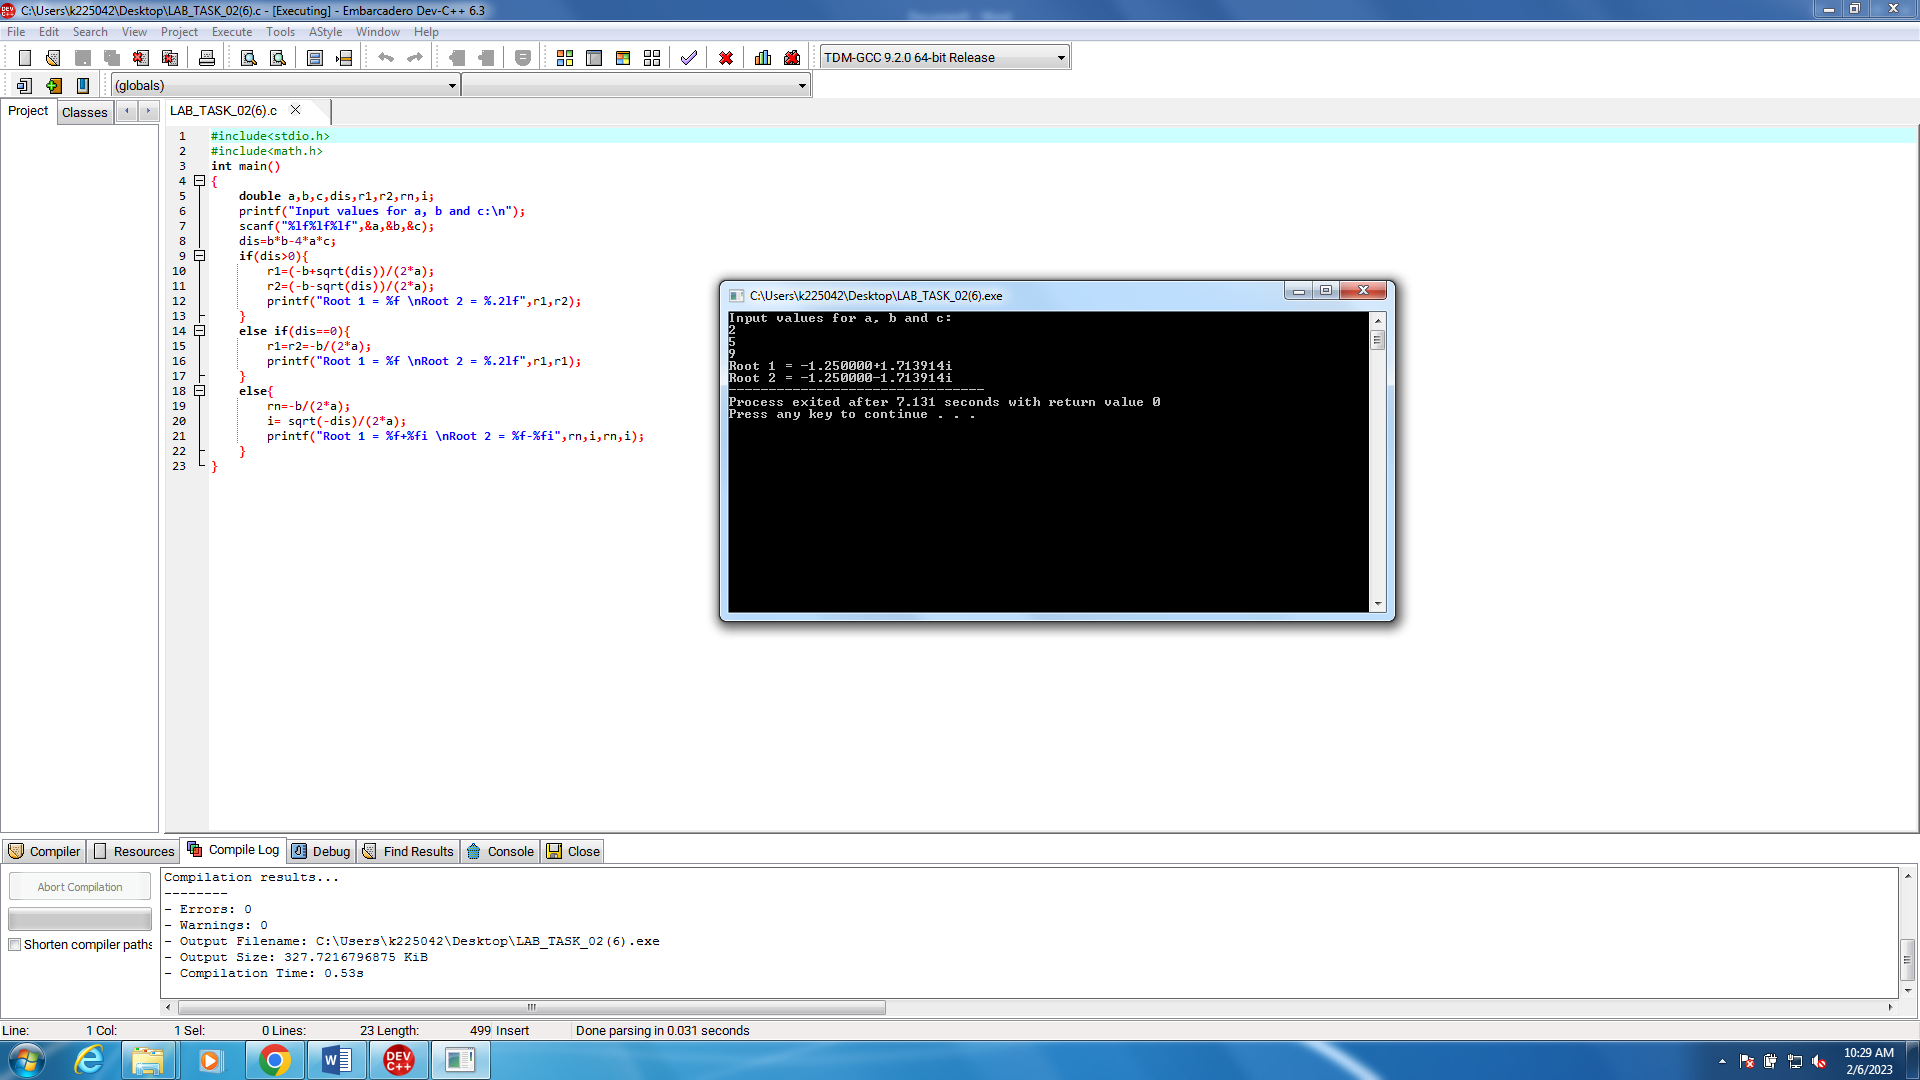 C:\Users\k225042\Desktop\LAB_TASK_02(6).c - [Executing] - Embarcadero Dev-C++ 6.3
File Edit Search View Project Execute Tools AStyle Window Help
TDM-GCC 9.2.0 64-bit Release
(globals)
Project Classes
LAB_TASK_02(6).c
1 #include<stdio.h>
2 #include<math.h>
3 int main()
4 {
5 double a,b,c,dis,r1,r2,rn,i;
6 printf("Input values for a, b and c:\n");
7 scanf("%lf%lf%lf",&a,&b,&c);
8 dis=b*b-4*a*c;
9 if(dis>0){
10 r1=(-b+sqrt(dis))/(2*a);
11 r2=(-b-sqrt(dis))/(2*a);
12 printf("Root 1 = %f \nRoot 2 = %.2lf",r1,r2);
13 }
14 else if(dis==0){
15 r1=r2=-b/(2*a);
16 printf("Root 1 = %f \nRoot 2 = %.2lf",r1,r1);
17 }
18 else{
19 rn=-b/(2*a);
20 i= sqrt(-dis)/(2*a);
21 printf("Root 1 = %f+%fi \nRoot 2 = %f-%fi",rn,i,rn,i);
22 }
23 }
C:\Users\k225042\Desktop\LAB_TASK_02(6).exe
Input values for a, b and c:
2
5
9
Root 1 = -1.250000+1.713914i
Root 2 = -1.250000-1.713914i
--------------------------------
Process exited after 7.131 seconds with return value 0
Press any key to continue . . .
Compiler Resources Compile Log Debug Find Results Console Close
Abort Compilation
Shorten compiler paths
Compilation results...
--------
- Errors: 0
- Warnings: 0
- Output Filename: C:\Users\k225042\Desktop\LAB_TASK_02(6).exe
- Output Size: 327.7216796875 KiB
- Compilation Time: 0.53s
Line: 1 Col: 1 Sel: 0 Lines: 23 Length: 499 Insert Done parsing in 0.031 seconds
DEV C++
10:29 AM
2/6/2023